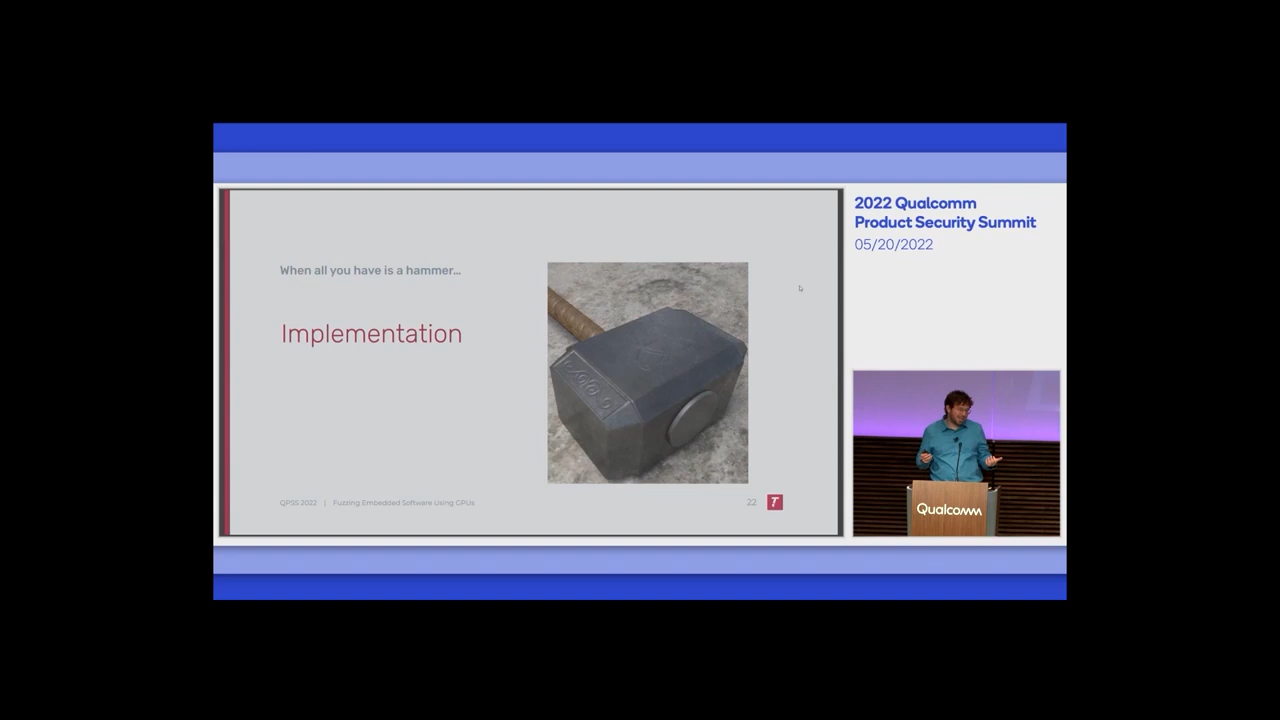 When all you have is a hammer...
Implementation
QPSS 2022 | Fuzzing Embedded Software Using GPUs
22
T
2022 Qualcomm
Product Security Summit
05/20/2022
Qualcomm